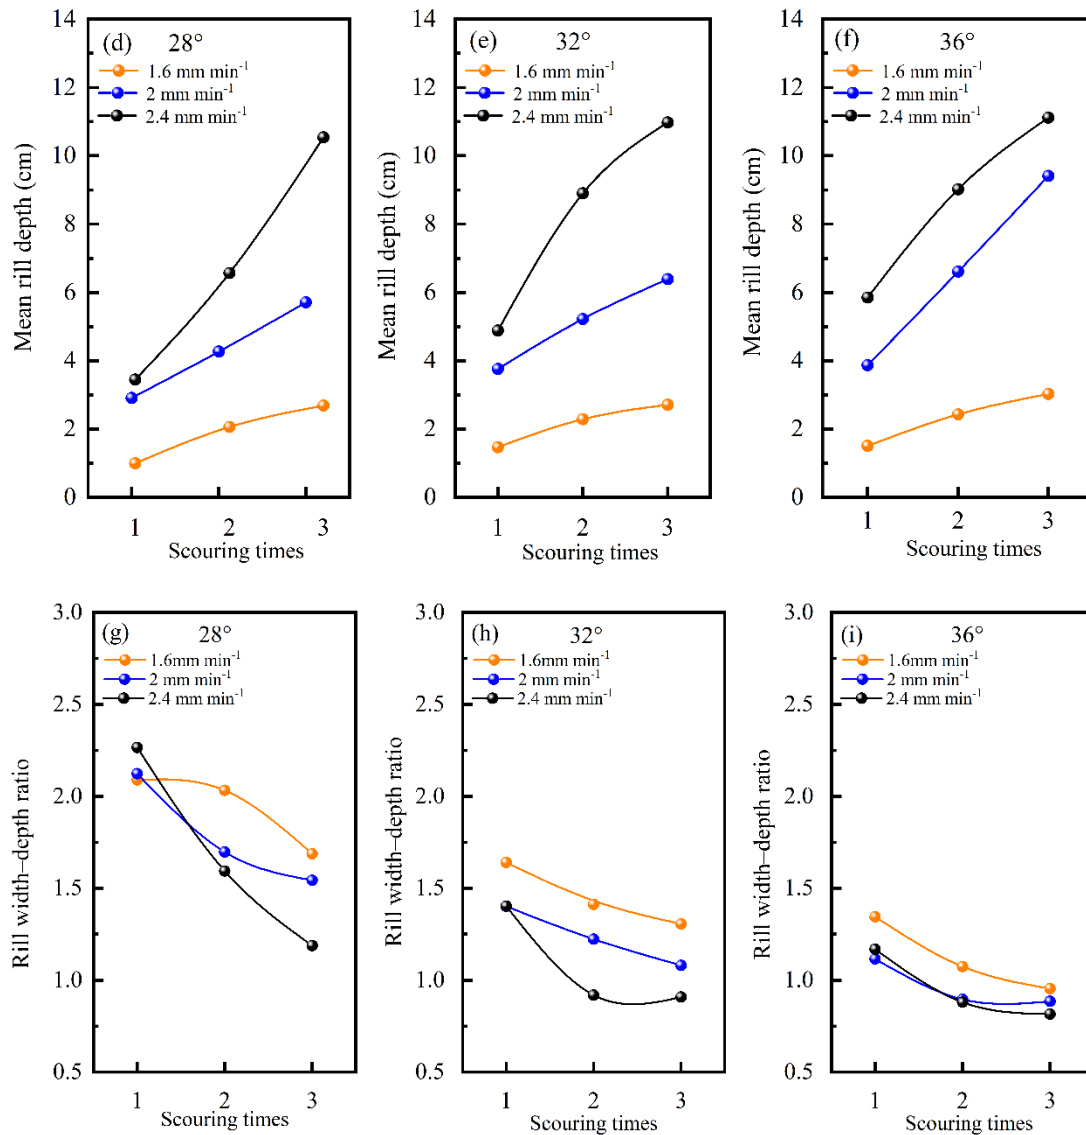 (d) 28°
1.6 mm min⁻¹
2 mm min⁻¹
2.4 mm min⁻¹
Mean rill depth (cm)
14
12
10
8
6
4
2
0
1 2 3
Scouring times
(e) 32°
1.6 mm min⁻¹
2 mm min⁻¹
2.4 mm min⁻¹
Mean rill depth (cm)
14
12
10
8
6
4
2
0
1 2 3
Scouring times
(f) 36°
1.6 mm min⁻¹
2 mm min⁻¹
2.4 mm min⁻¹
Mean rill depth (cm)
14
12
10
8
6
4
2
0
1 2 3
Scouring times
(g) 28°
1.6mm min⁻¹
2 mm min⁻¹
2.4 mm min⁻¹
Rill width–depth ratio
3.0
2.5
2.0
1.5
1.0
0.5
1 2 3
Scouring times
(h) 32°
1.6mm min⁻¹
2 mm min⁻¹
2.4 mm min⁻¹
Rill width–depth ratio
3.0
2.5
2.0
1.5
1.0
0.5
1 2 3
Scouring times
(i) 36°
1.6mm min⁻¹
2 mm min⁻¹
2.4 mm min⁻¹
Rill width–depth ratio
3.0
2.5
2.0
1.5
1.0
0.5
1 2 3
Scouring times